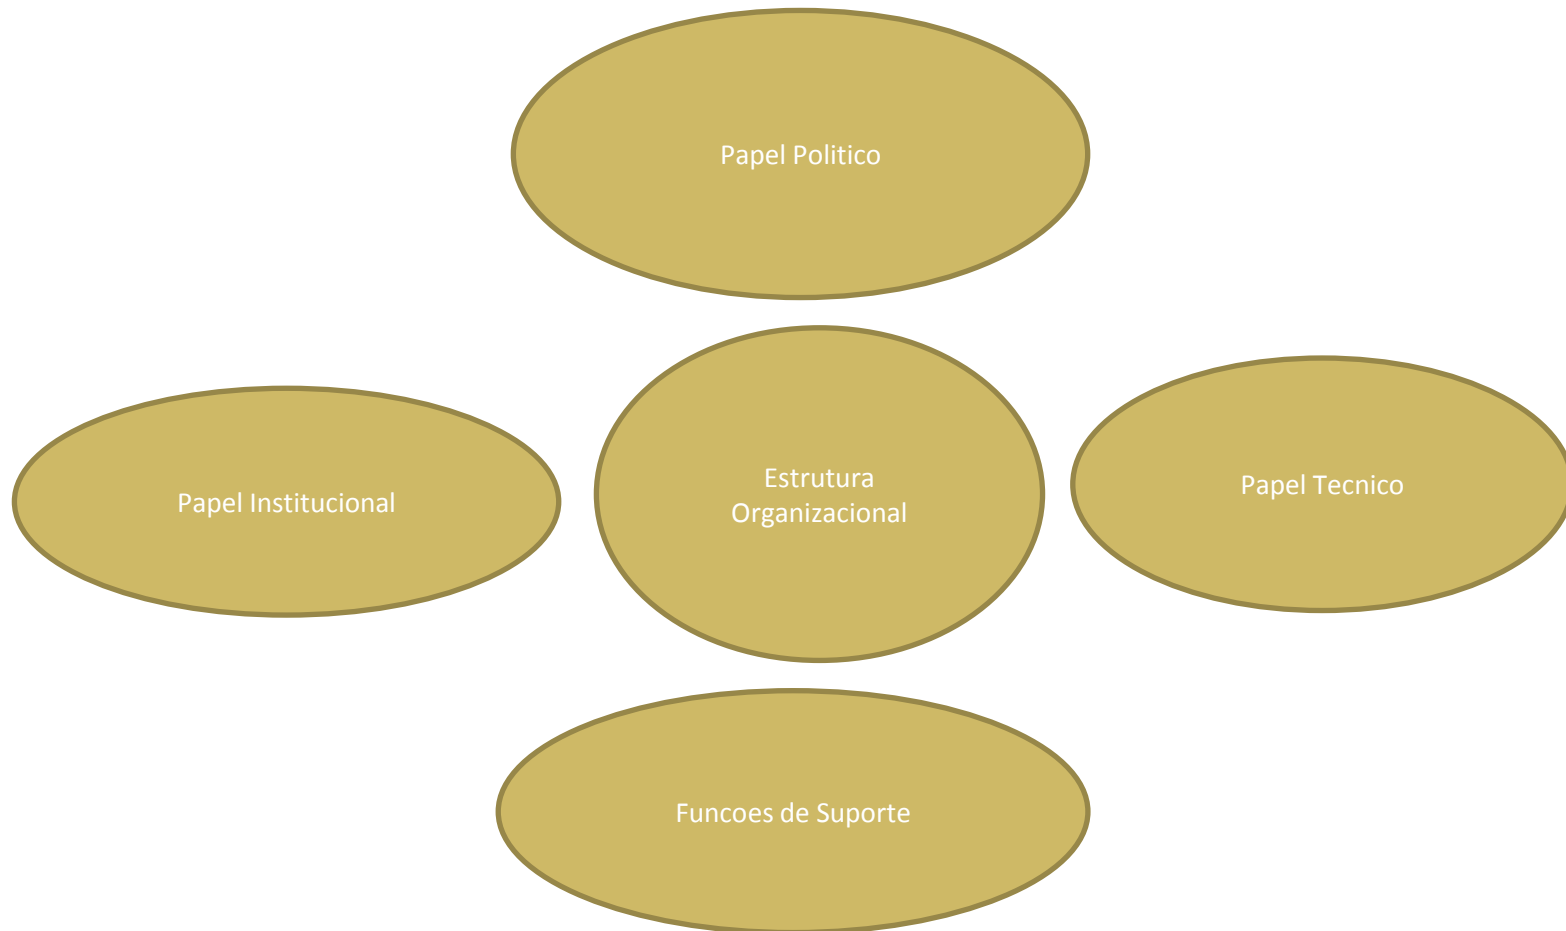 Papel Politico
Papel Institucional
Estrutura
Organizacional
Papel Tecnico
Funcoes de Suporte